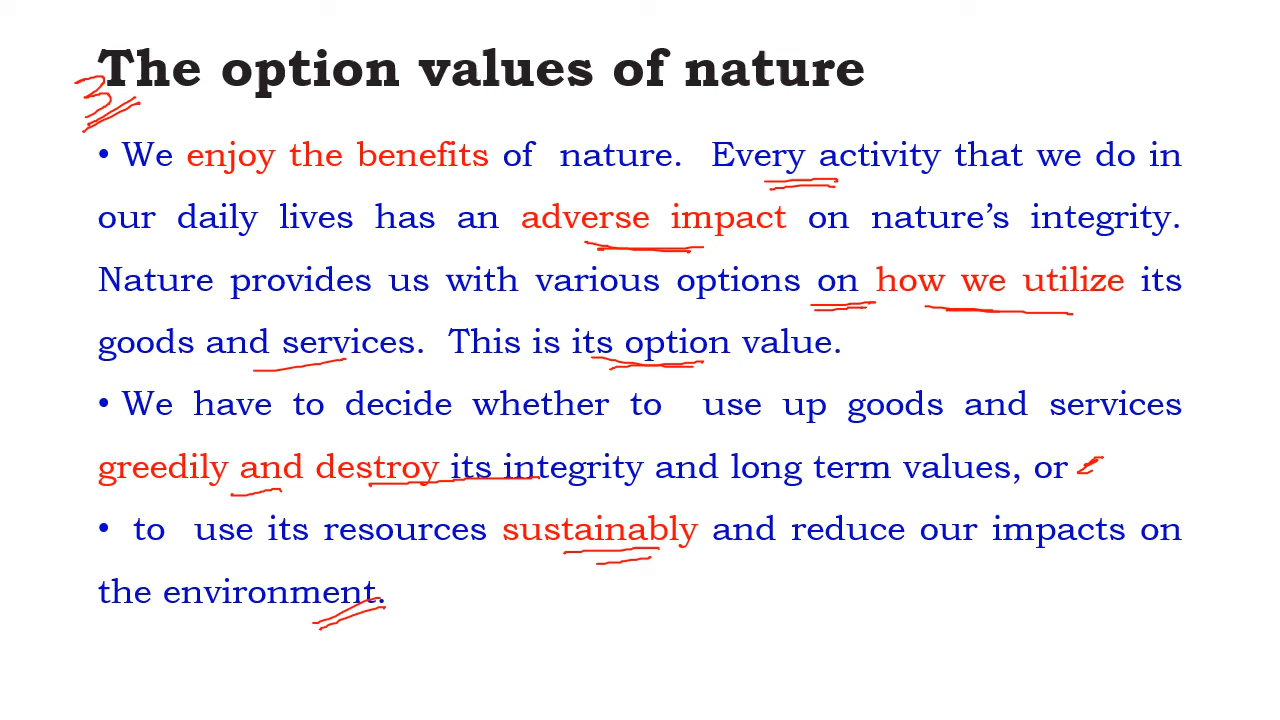 The option values of nature
3
• We enjoy the benefits of nature. Every activity that we do in
our daily lives has an adverse impact on nature's integrity.
Nature provides us with various options on how we utilize its
goods and services. This is its option value.
• We have to decide whether to use up goods and services
greedily and destroy its integrity and long term values, or
• to use its resources sustainably and reduce our impacts on
the environment.